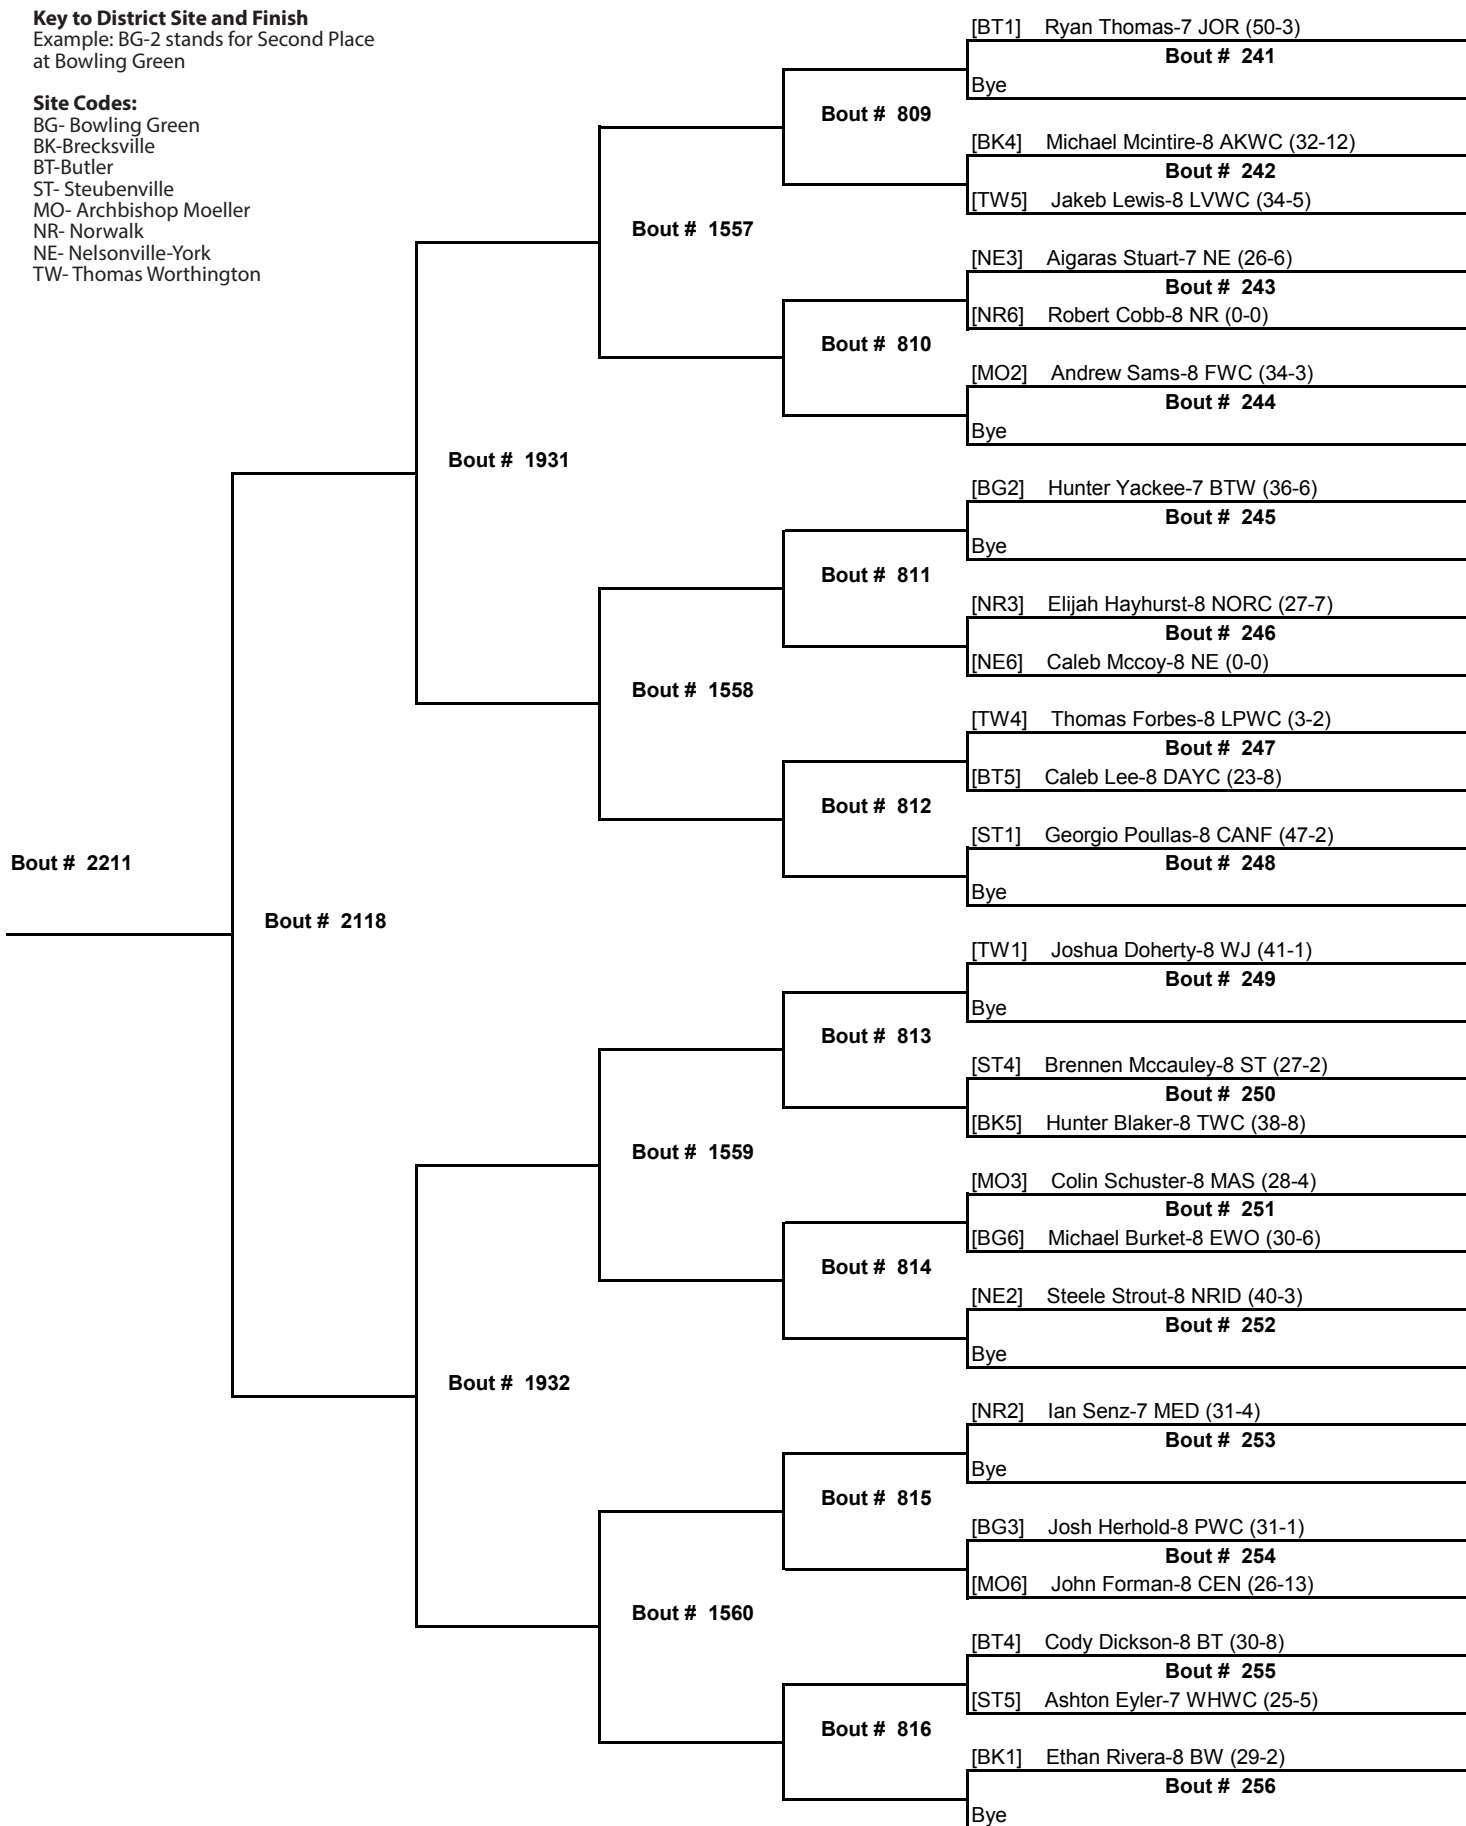 Key to District Site and Finish
Example: BG-2 stands for Second Place
at Bowling Green
Site Codes:
BG- Bowling Green
BK-Brecksville
BT-Butler
ST- Steubenville
MO- Archbishop Moeller
NR- Norwalk
NE- Nelsonville-York
TW- Thomas Worthington
[BT1] Ryan Thomas-7 JOR (50-3)
Bout # 241
Bye
Bout # 809
[BK4] Michael Mcintire-8 AKWC (32-12)
Bout # 242
[TW5] Jakeb Lewis-8 LVWC (34-5)
Bout # 1557
[NE3] Aigaras Stuart-7 NE (26-6)
Bout # 243
[NR6] Robert Cobb-8 NR (0-0)
Bout # 810
[MO2] Andrew Sams-8 FWC (34-3)
Bout # 244
Bye
Bout # 1931
[BG2] Hunter Yackee-7 BTW (36-6)
Bout # 245
Bye
Bout # 811
[NR3] Elijah Hayhurst-8 NORC (27-7)
Bout # 246
[NE6] Caleb Mccoy-8 NE (0-0)
Bout # 1558
[TW4] Thomas Forbes-8 LPWC (3-2)
Bout # 247
[BT5] Caleb Lee-8 DAYC (23-8)
Bout # 812
[ST1] Georgio Poullas-8 CANF (47-2)
Bout # 248
Bye
Bout # 2211
Bout # 2118
[TW1] Joshua Doherty-8 WJ (41-1)
Bout # 249
Bye
Bout # 813
[ST4] Brennen Mccauley-8 ST (27-2)
Bout # 250
[BK5] Hunter Blaker-8 TWC (38-8)
Bout # 1559
[MO3] Colin Schuster-8 MAS (28-4)
Bout # 251
[BG6] Michael Burket-8 EWO (30-6)
Bout # 814
[NE2] Steele Strout-8 NRID (40-3)
Bout # 252
Bye
Bout # 1932
[NR2] Ian Senz-7 MED (31-4)
Bout # 253
Bye
Bout # 815
[BG3] Josh Herhold-8 PWC (31-1)
Bout # 254
[MO6] John Forman-8 CEN (26-13)
Bout # 1560
[BT4] Cody Dickson-8 BT (30-8)
Bout # 255
[ST5] Ashton Eyler-7 WHWC (25-5)
Bout # 816
[BK1] Ethan Rivera-8 BW (29-2)
Bout # 256
Bye